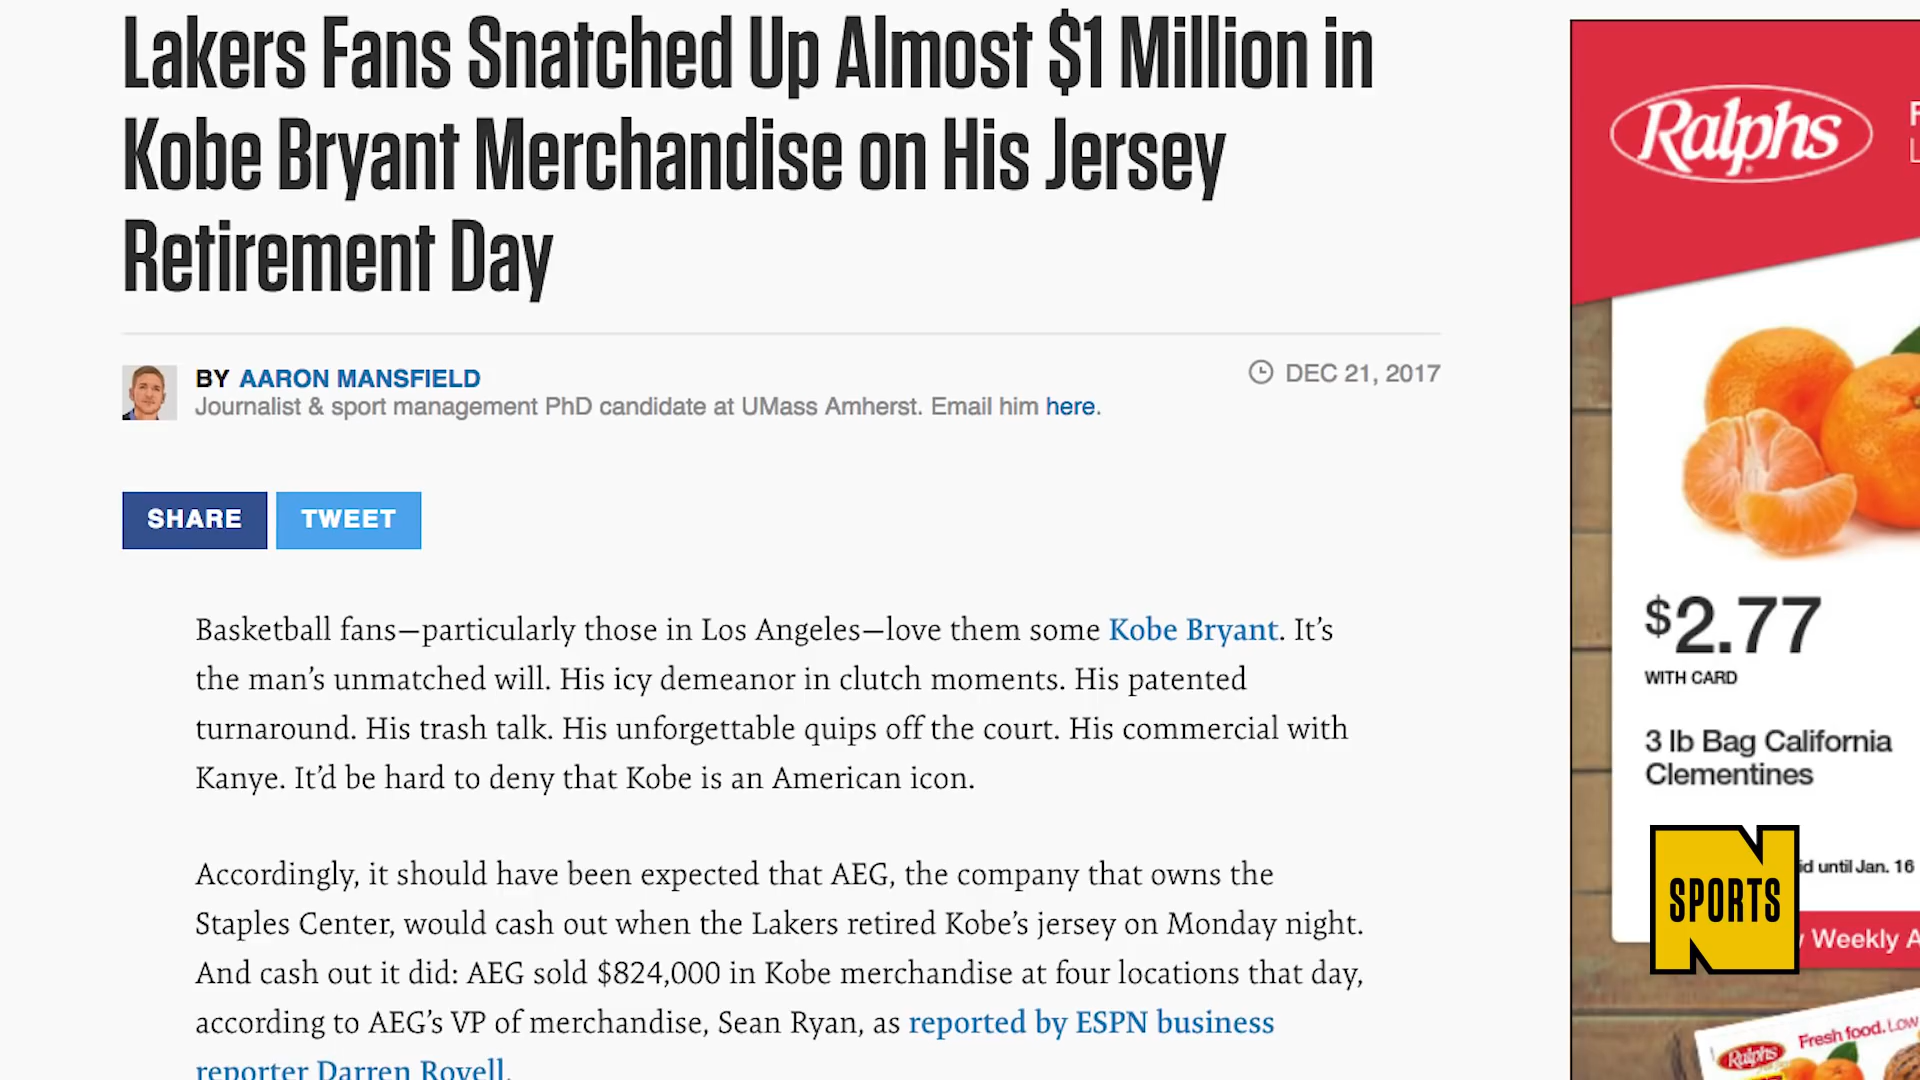 Lakers Fans Snatched Up Almost $1 Million in
Kobe Bryant Merchandise on His Jersey
Retirement Day
BY AARON MANSFIELD
Journalist & sport management PhD candidate at UMass Amherst. Email him here.
DEC 21, 2017
SHARE
TWEET
Basketball fans—particularly those in Los Angeles—love them some Kobe Bryant. It’s
the man’s unmatched will. His icy demeanor in clutch moments. His patented
turnaround. His trash talk. His unforgettable quips off the court. His commercial with
Kanye. It’d be hard to deny that Kobe is an American icon.
Accordingly, it should have been expected that AEG, the company that owns the
Staples Center, would cash out when the Lakers retired Kobe’s jersey on Monday night.
And cash out it did: AEG sold $824,000 in Kobe merchandise at four locations that day,
according to AEG’s VP of merchandise, Sean Ryan, as reported by ESPN business
reporter Darren Rovell.
Ralphs
$2.77
WITH CARD
3 lb Bag California
Clementines
until Jan. 16
Weekly
SPORTS
Fresh food. Low
Ralphs